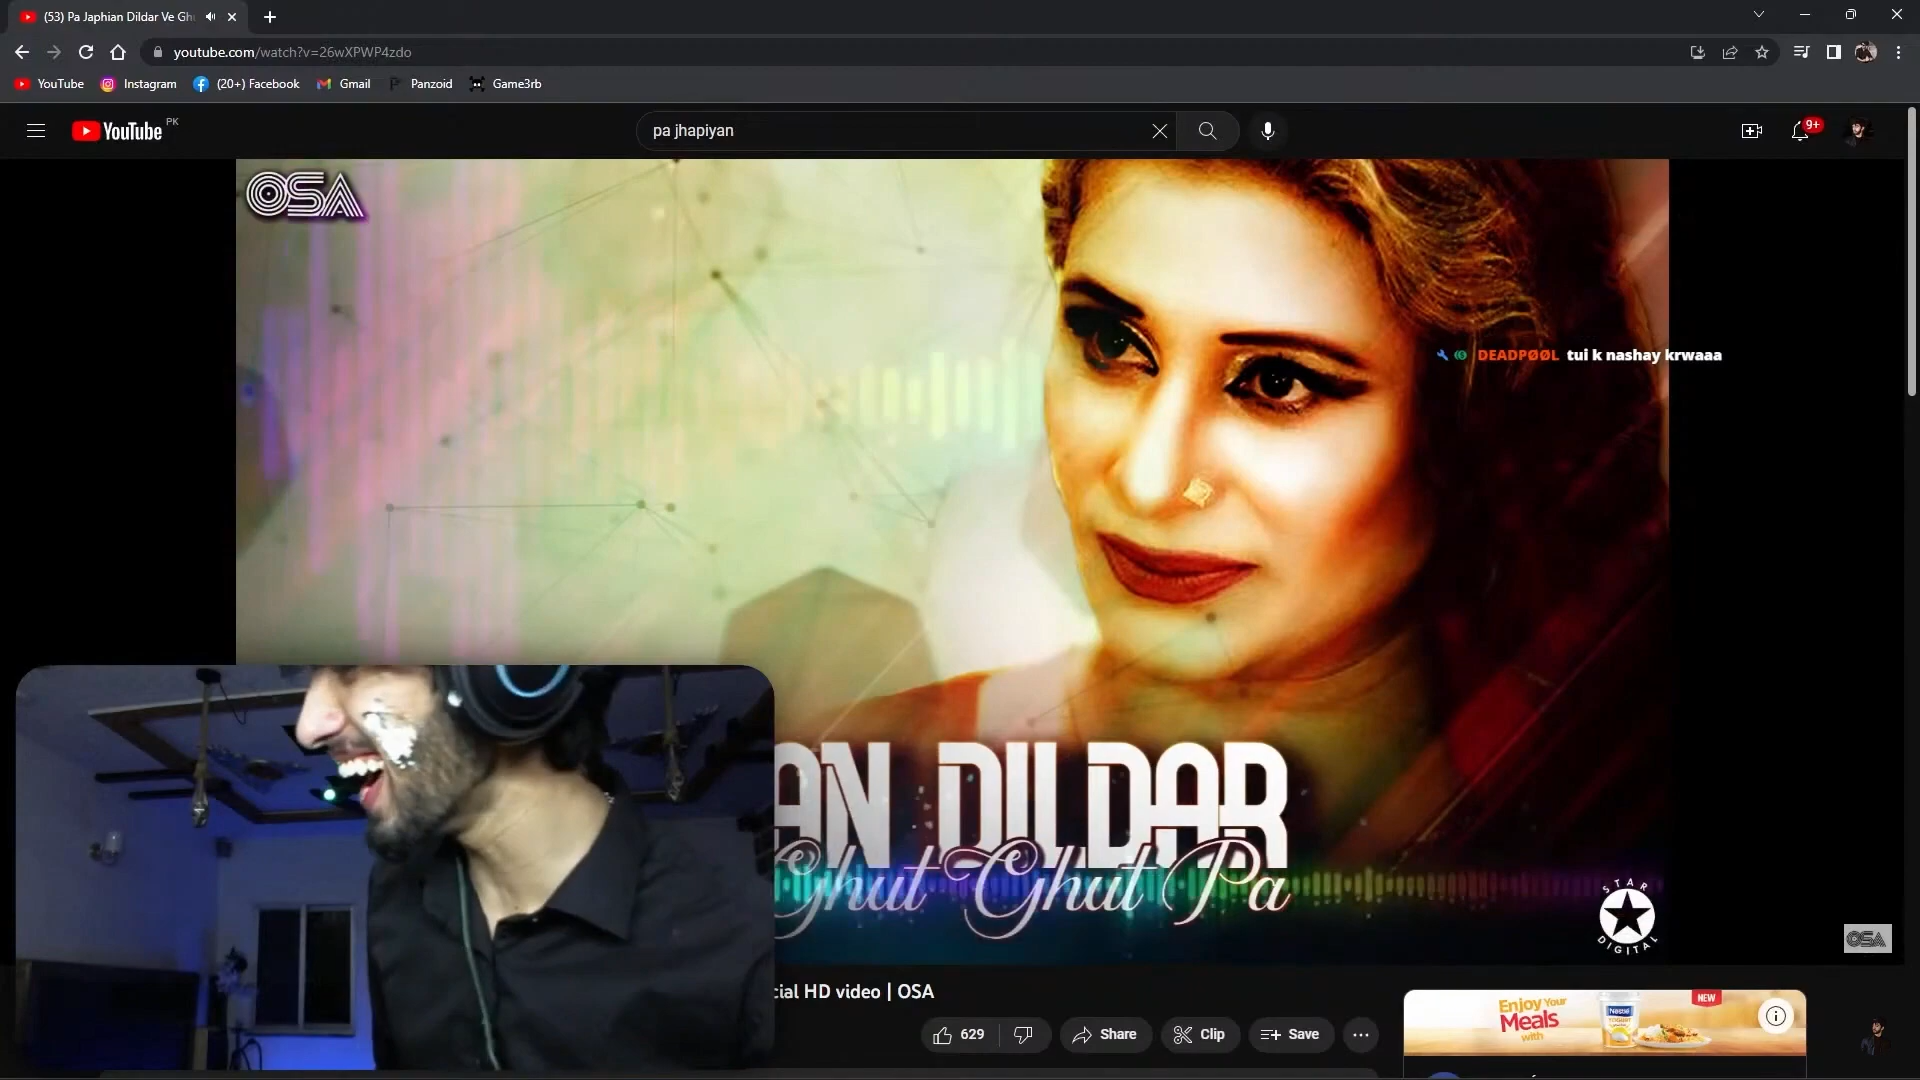 (53) Pa Japhian Dildar Ve Gh
youtube.com/watch?v=26wXPWP4zdo
YouTube
Instagram
(20+) Facebook
Gmail
Panzoid
Game3rb
YouTube PK
pa jhapiyan
9+
OSA
DEADPØØL tui k nashay krwaaa
AN DILDAR
Ghut Ghut Pa
STAR
DIGITAL
OSA
cial HD video | OSA
629
Share
Clip
Save
Enjoy Your
Meals
with
Nestlé
NEW